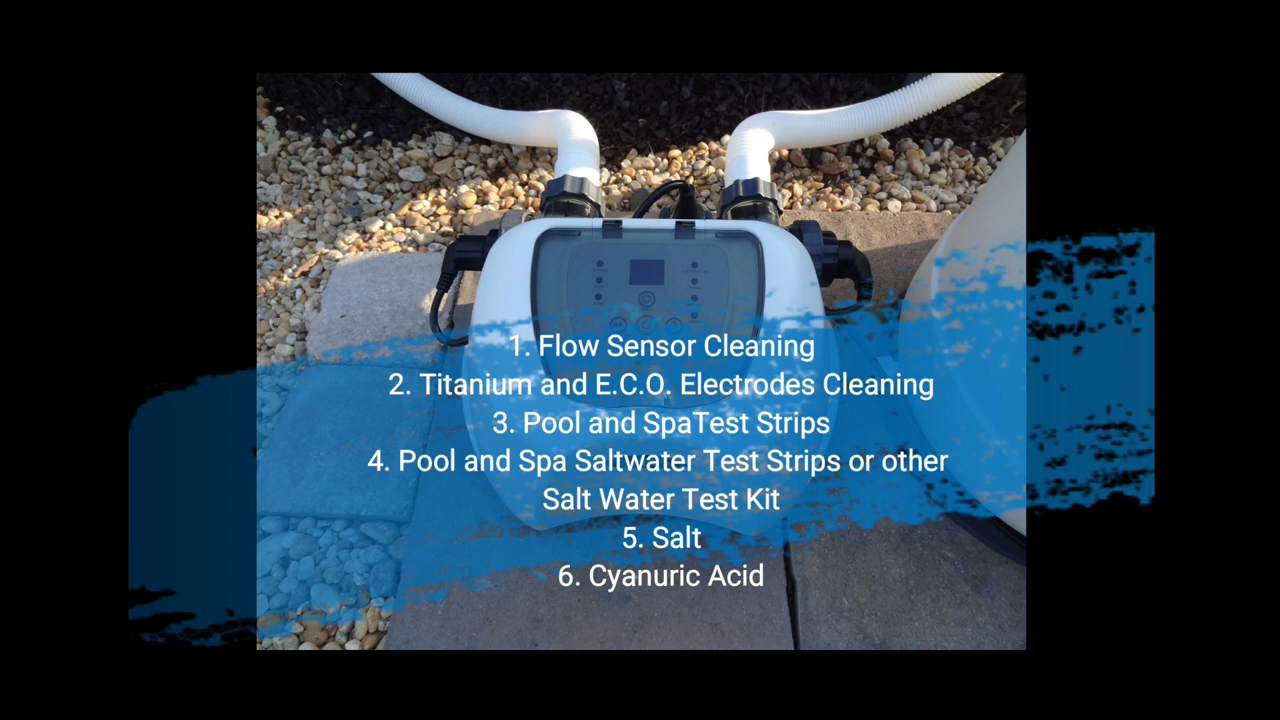 1. Flow Sensor Cleaning
2. Titanium and E.C.O. Electrodes Cleaning
3. Pool and SpaTest Strips
4. Pool and Spa Saltwater Test Strips or other
Salt Water Test Kit
5. Salt
6. Cyanuric Acid